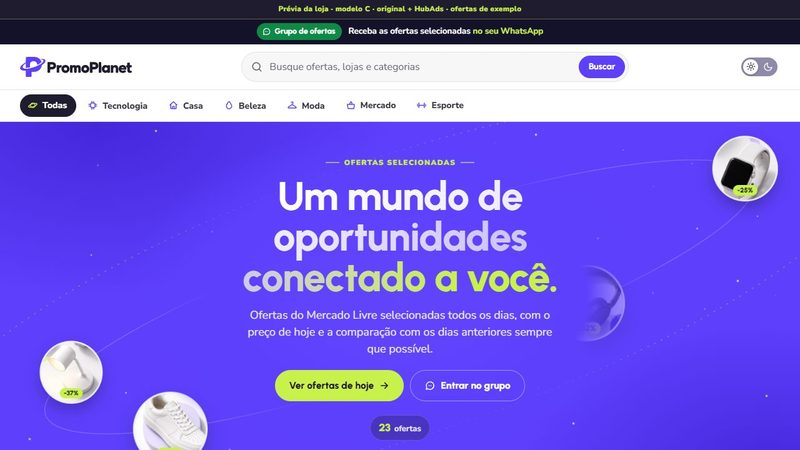 Prévia da loja · modelo C · original + HubAds · ofertas de exemplo
Grupo de ofertas Receba as ofertas selecionadas no seu WhatsApp
PromoPlanet
Busque ofertas, lojas e categorias
Buscar
Todas Tecnologia Casa Beleza Moda Mercado Esporte
OFERTAS SELECIONADAS
Um mundo de
oportunidades
conectado a você.
Ofertas do Mercado Livre selecionadas todos os dias, com o
preço de hoje e a comparação com os dias anteriores sempre
que possível.
Ver ofertas de hoje
Entrar no grupo
23 ofertas
-25%
-37%